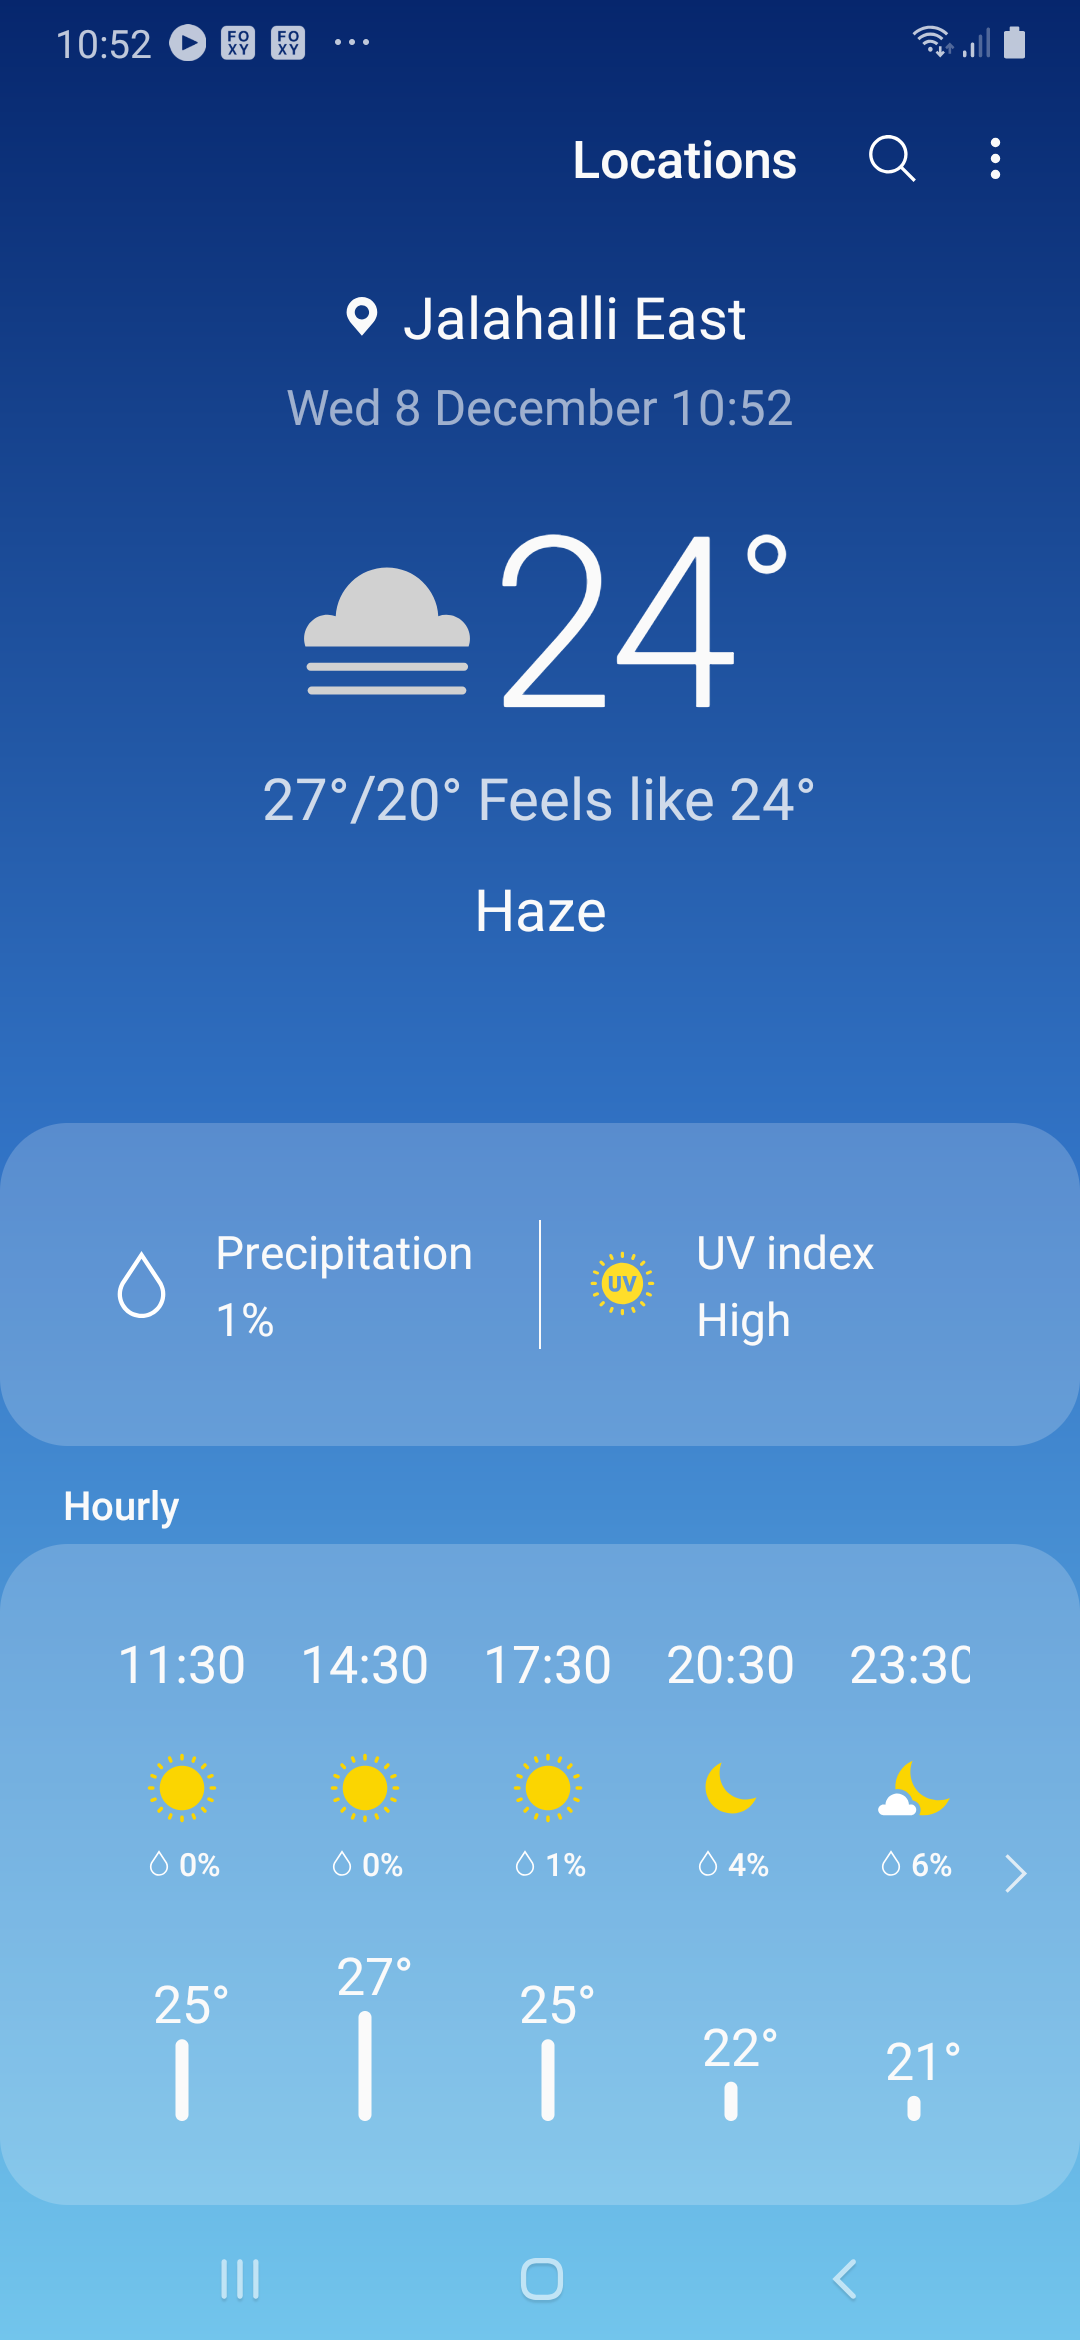 10:52 FO XY FO XY ...
Locations
Jalahalli East
Wed 8 December 10:52
24°
27°/20° Feels like 24°
Haze
Precipitation
1%
UV
UV index
High
Hourly
11:30 14:30 17:30 20:30 23:30
0% 0% 1% 4% 6%
25° 27° 25° 22° 21°